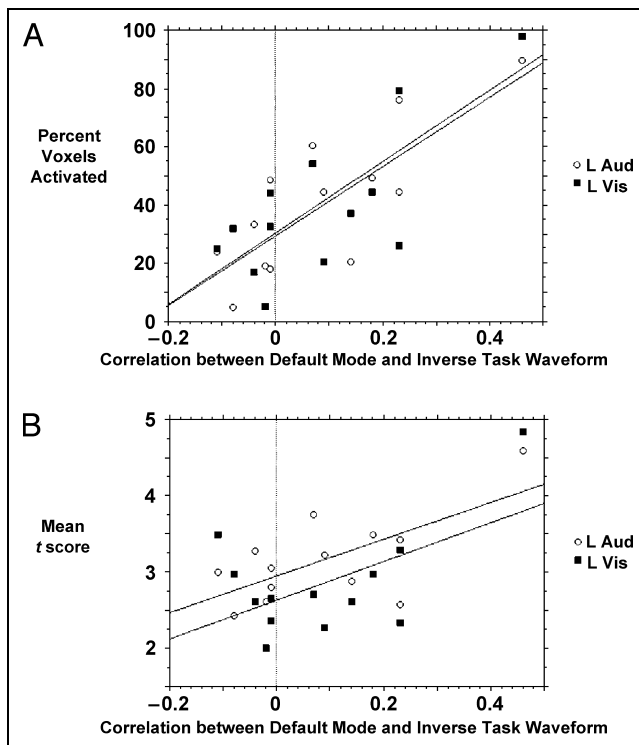 A
Percent
Voxels
Activated
100
80
60
40
20
0
−0.2 0 0.2 0.4
Correlation between Default Mode and Inverse Task Waveform
L Aud
L Vis
B
Mean
t score
5
4
3
2
−0.2 0 0.2 0.4
Correlation between Default Mode and Inverse Task Waveform
L Aud
L Vis